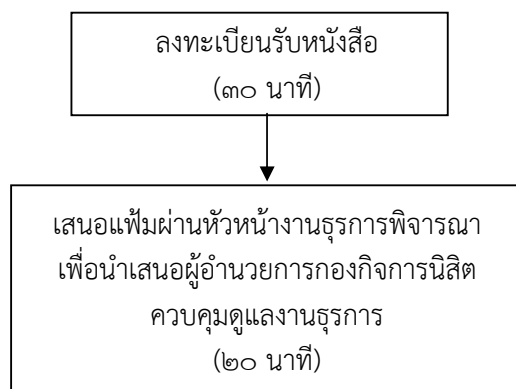 ลงทะเบียนรับหนังสือ
(๓๐ นาที)
เสนอแฟ้มผ่านหัวหน้างานธุรการพิจารณา
เพื่อนำเสนอผู้อำนวยการกองกิจการนิสิต
ควบคุมดูแลงานธุรการ
(๒๐ นาที)